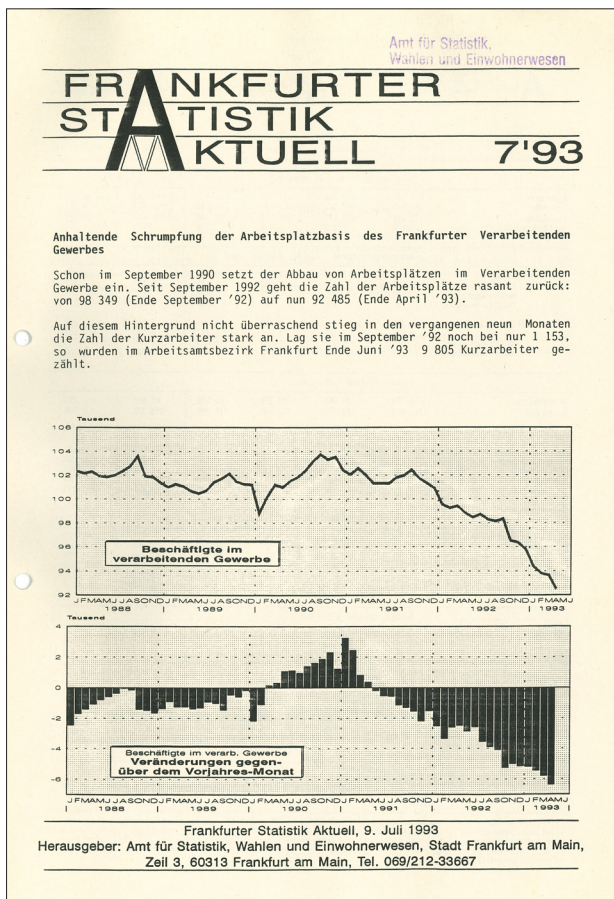 Amt für Statistik,
Wahlen und Einwohnerwesen
FRANKFURTER
STATISTIK
AKTUELL 7'93
Anhaltende Schrumpfung der Arbeitsplatzbasis des Frankfurter Verarbeitenden
Gewerbes
Schon im September 1990 setzt der Abbau von Arbeitsplätzen im Verarbeitenden
Gewerbe ein. Seit September 1992 geht die Zahl der Arbeitsplätze rasant zurück:
von 98 349 (Ende September '92) auf nun 92 485 (Ende April '93).
Auf diesem Hintergrund nicht überraschend stieg in den vergangenen neun Monaten
die Zahl der Kurzarbeiter stark an. Lag sie im September '92 noch bei nur 1 153,
so wurden im Arbeitsamtsbezirk Frankfurt Ende Juni '93 9 805 Kurzarbeiter ge-
zählt.
Tausend
106
104
102
100
98
96
94
92
Beschäftigte im
verarbeitenden Gewerbe
JFMAMJJASONDJFMAMJJASONDJFMAMJJASONDJFMAMJJASONDJFMAMJJASONDJFMAMJ
1988 1989 1990 1991 1992 1993
Tausend
4
2
0
-2
-4
-6
Beschäftigte im verarb. Gewerbe
Veränderungen gegen-
über dem Vorjahres-Monat
JFMAMJJASONDJFMAMJJASONDJFMAMJJASONDJFMAMJJASONDJFMAMJJASONDJFMAMJ
1988 1989 1990 1991 1992 1993
Frankfurter Statistik Aktuell, 9. Juli 1993
Herausgeber: Amt für Statistik, Wahlen und Einwohnerwesen, Stadt Frankfurt am Main,
Zeil 3, 60313 Frankfurt am Main, Tel. 069/212-33667